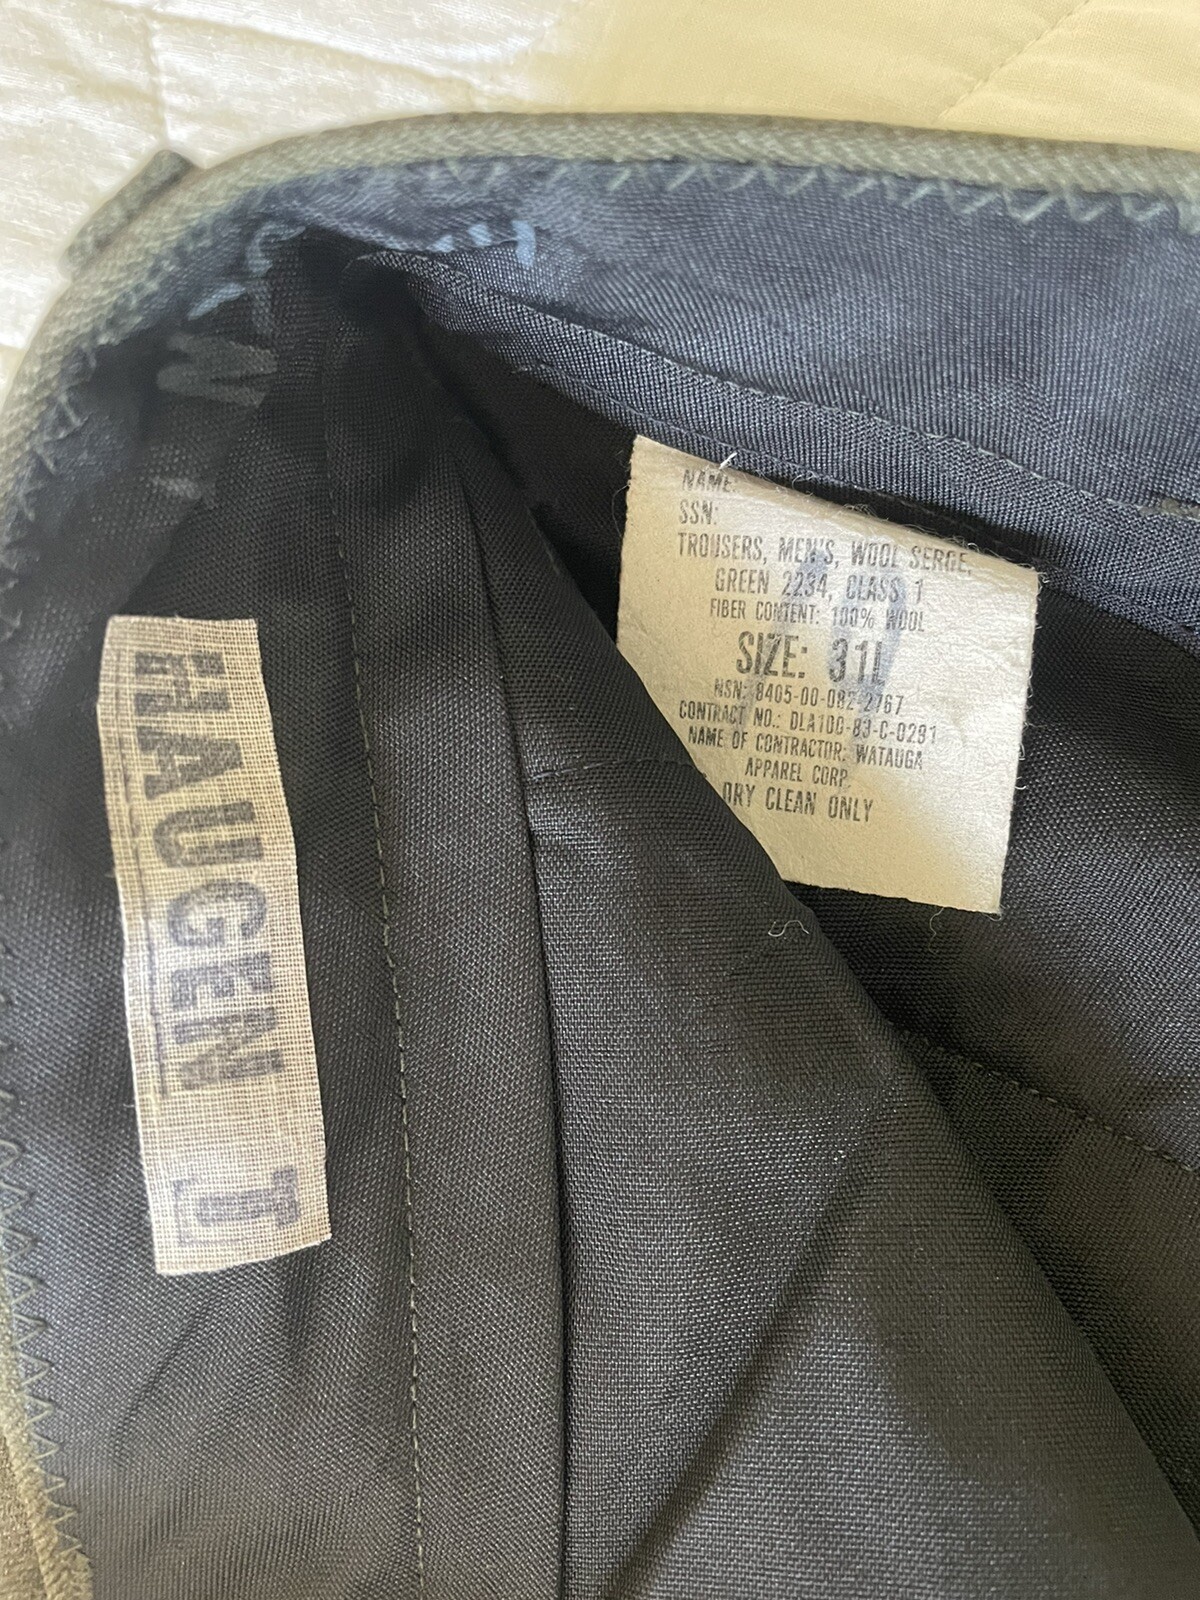 NAME:
SSN:
TROUSERS, MEN'S, WOOL SERGE,
GREEN 2234, CLASS 1
FIBER CONTENT: 100% WOOL
SIZE: 31L
NSN: 8405-00-082-2767
CONTRACT NO.: DLA100-83-C-0291
NAME OF CONTRACTOR: WATAUGA
APPAREL CORP
DRY CLEAN ONLY
HAUGEN